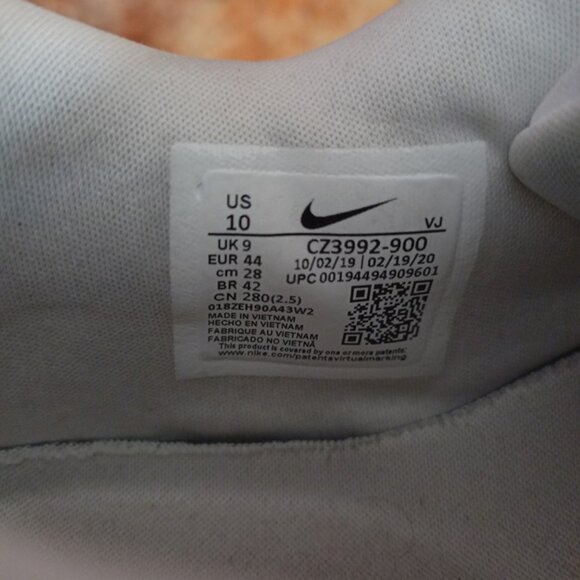 US
10
VJ
UK 9
CZ3992-900
EUR 44
10/02/19 | 02/19/20
cm 28
UPC 00194494909601
BR 42
CN 280(2.5)
018ZEH90A43W2
MADE IN VIETNAM
HECHO EN VIETNAM
FABRIQUE AU VIETNAM
FABRICADO NO VIETNÃ
This product is covered by one or more patents.
www.nike.com/patentsvirtualmarking